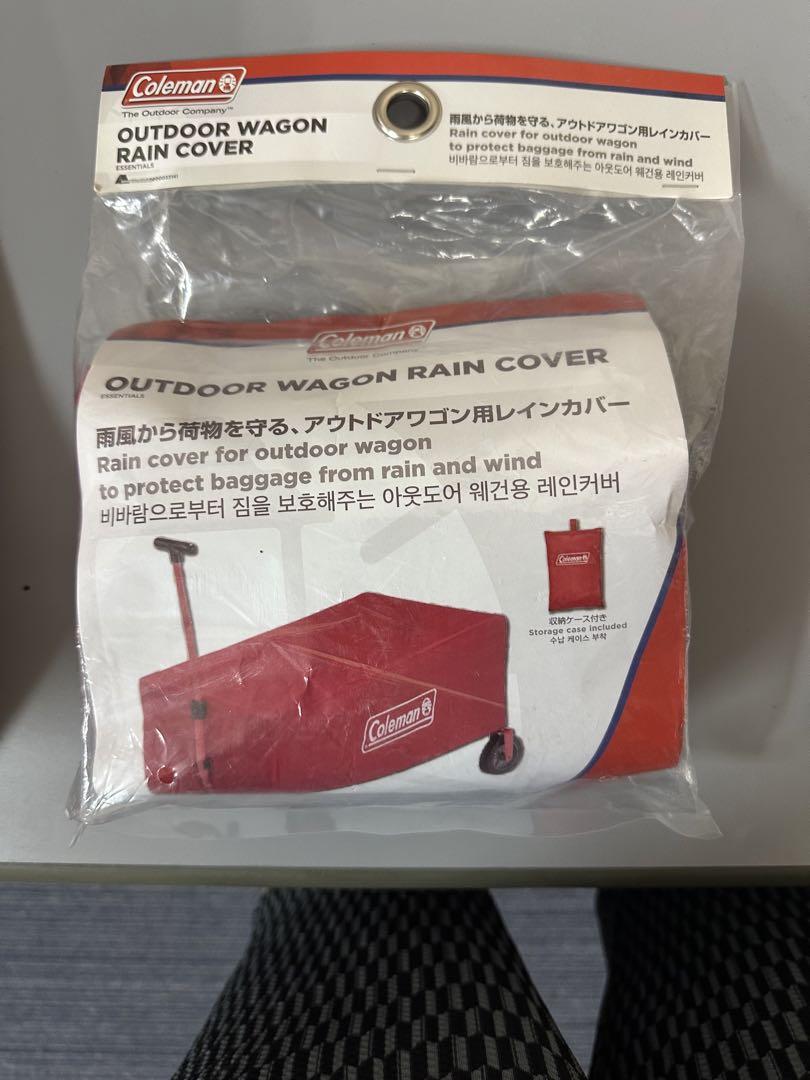 Coleman
The Outdoor Company™
OUTDOOR WAGON
RAIN COVER
ESSENTIALS
雨風から荷物を守る、アウトドアワゴン用レインカバー
Rain cover for outdoor wagon
to protect baggage from rain and wind
비바람으로부터 짐을 보호해주는 아웃도어 웨건용 레인커버
Coleman
The Outdoor Company
OUTDOOR WAGON RAIN COVER
ESSENTIALS
雨風から荷物を守る、アウトドアワゴン用レインカバー
Rain cover for outdoor wagon
to protect baggage from rain and wind
비바람으로부터 짐을 보호해주는 아웃도어 웨건용 레인커버
Coleman
収納ケース付き
Storage case included
수납 케이스 부착
Coleman